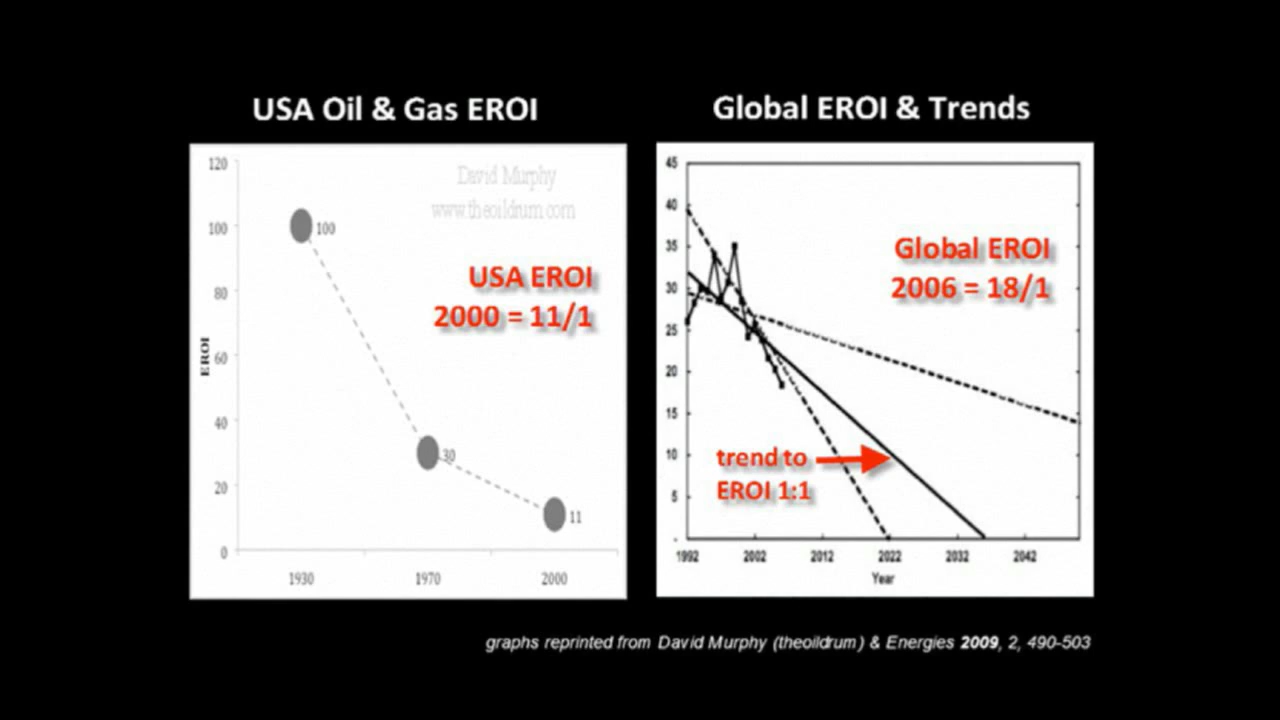 USA Oil & Gas EROI
120
100
80
60
40
20
0
EROI
David Murphy
www.theoildrum.com
100
30
11
USA EROI
2000 = 11/1
1930 1970 2000
Global EROI & Trends
45
40
35
30
25
20
15
10
5
-
Global EROI
2006 = 18/1
trend to
EROI 1:1
1992 2002 2012 2022 2032 2042
Year
graphs reprinted from David Murphy (theoildrum) & Energies 2009, 2, 490-503